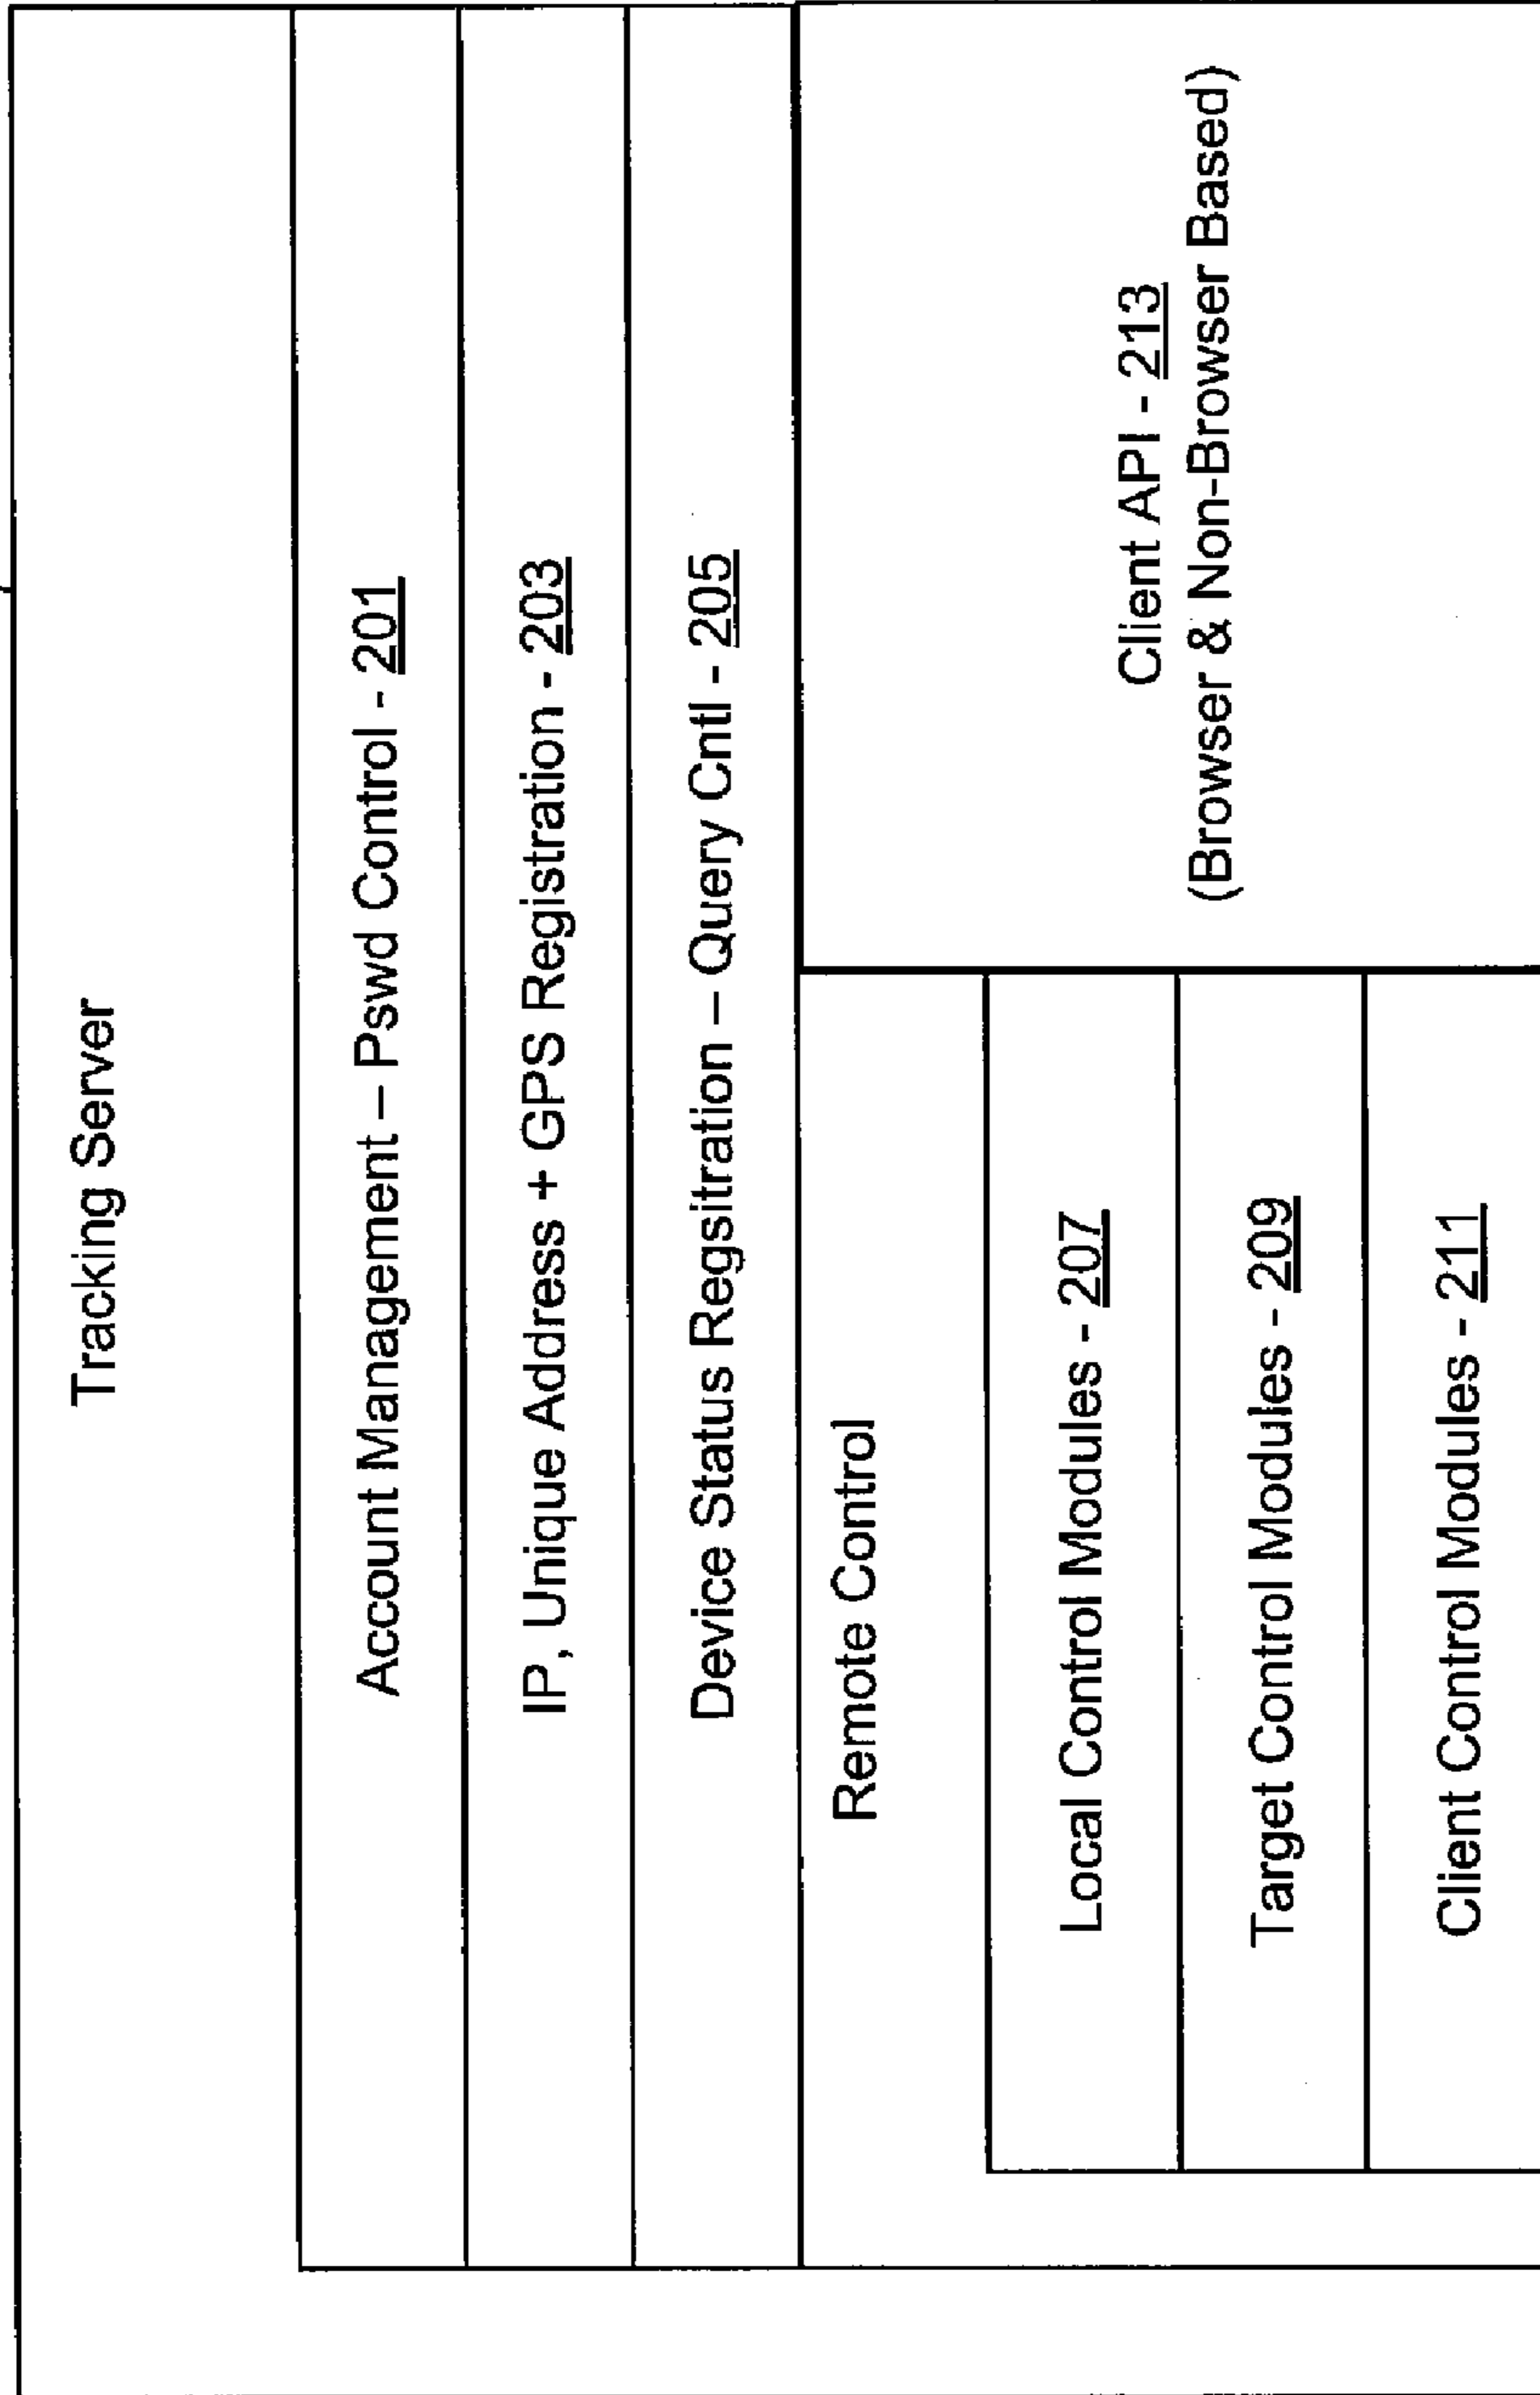 Tracking Server
Account Management – Pswd Control - 201
IP, Unique Address + GPS Registration - 203
Device Status Regsitration – Query Cntl - 205
Remote Control
Local Control Modules - 207
Target Control Modules - 209
Client Control Modules - 211
Client API - 213
(Browser & Non-Browser Based)